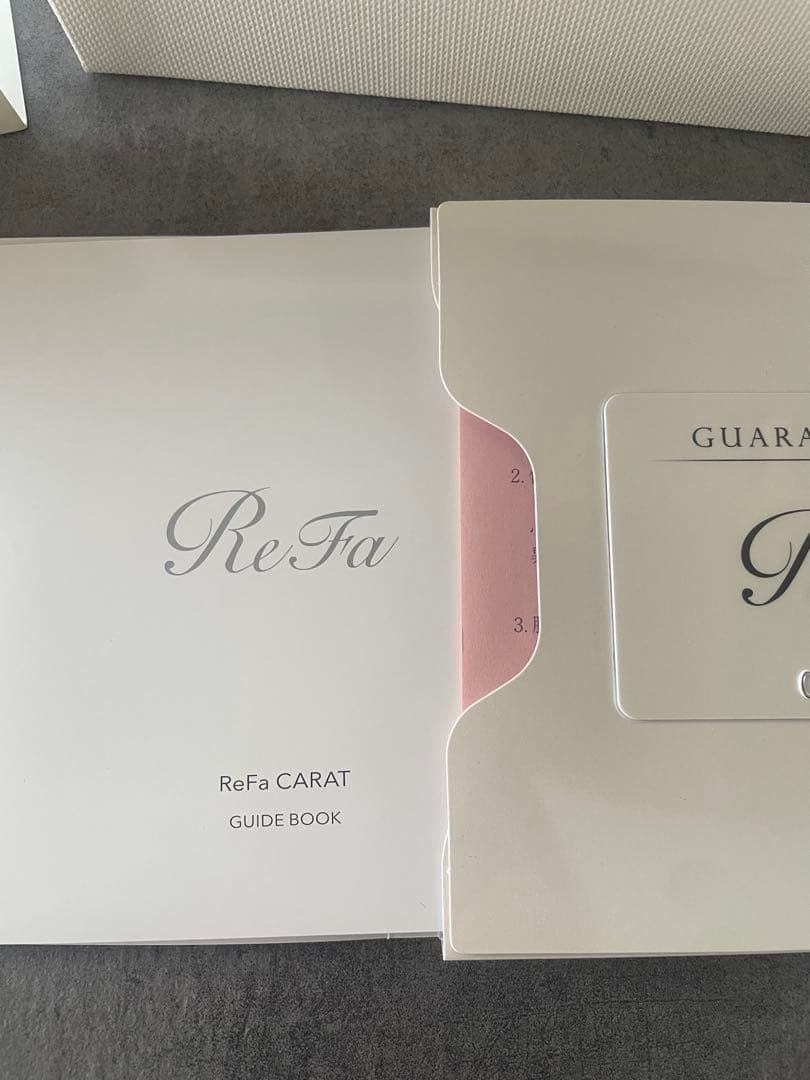 ReFa
ReFa CARAT
GUIDE BOOK
2.
3.
GUARA
R